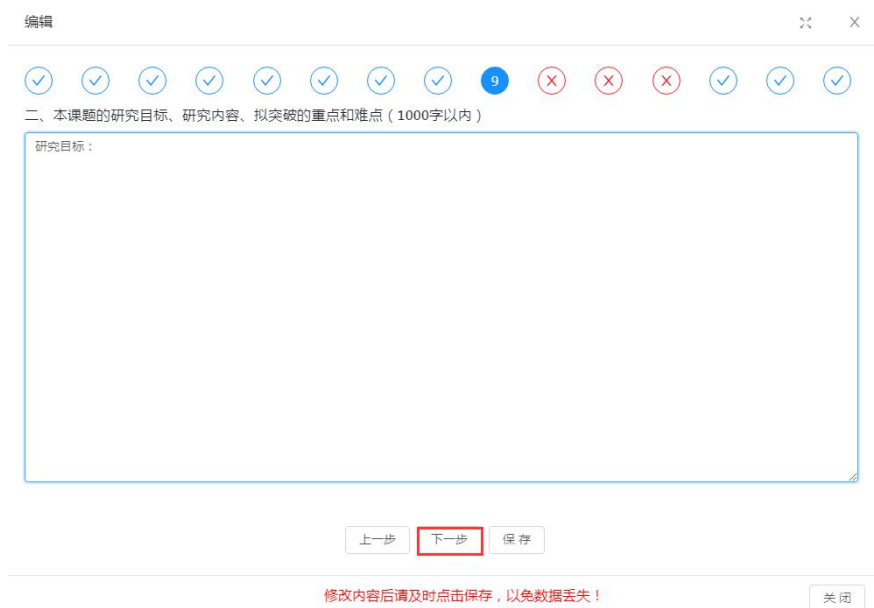 编辑
9
二、本课题的研究目标、研究内容、拟突破的重点和难点（1000字以内）
研究目标：
上一步 下一步 保存
修改内容后请及时点击保存，以免数据丢失！
关闭